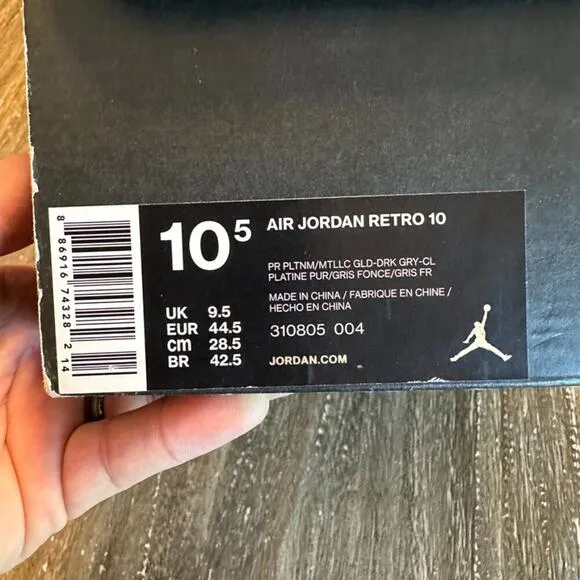 8 86916 74328 2 14
10⁵
AIR JORDAN RETRO 10
PR PLTNM/MTLLC GLD-DRK GRY-CL
PLATINE PUR/GRIS FONCE/GRIS FR
MADE IN CHINA / FABRIQUE EN CHINE /
HECHO EN CHINA
UK 9.5
EUR 44.5
cm 28.5
BR 42.5
310805 004
JORDAN.COM